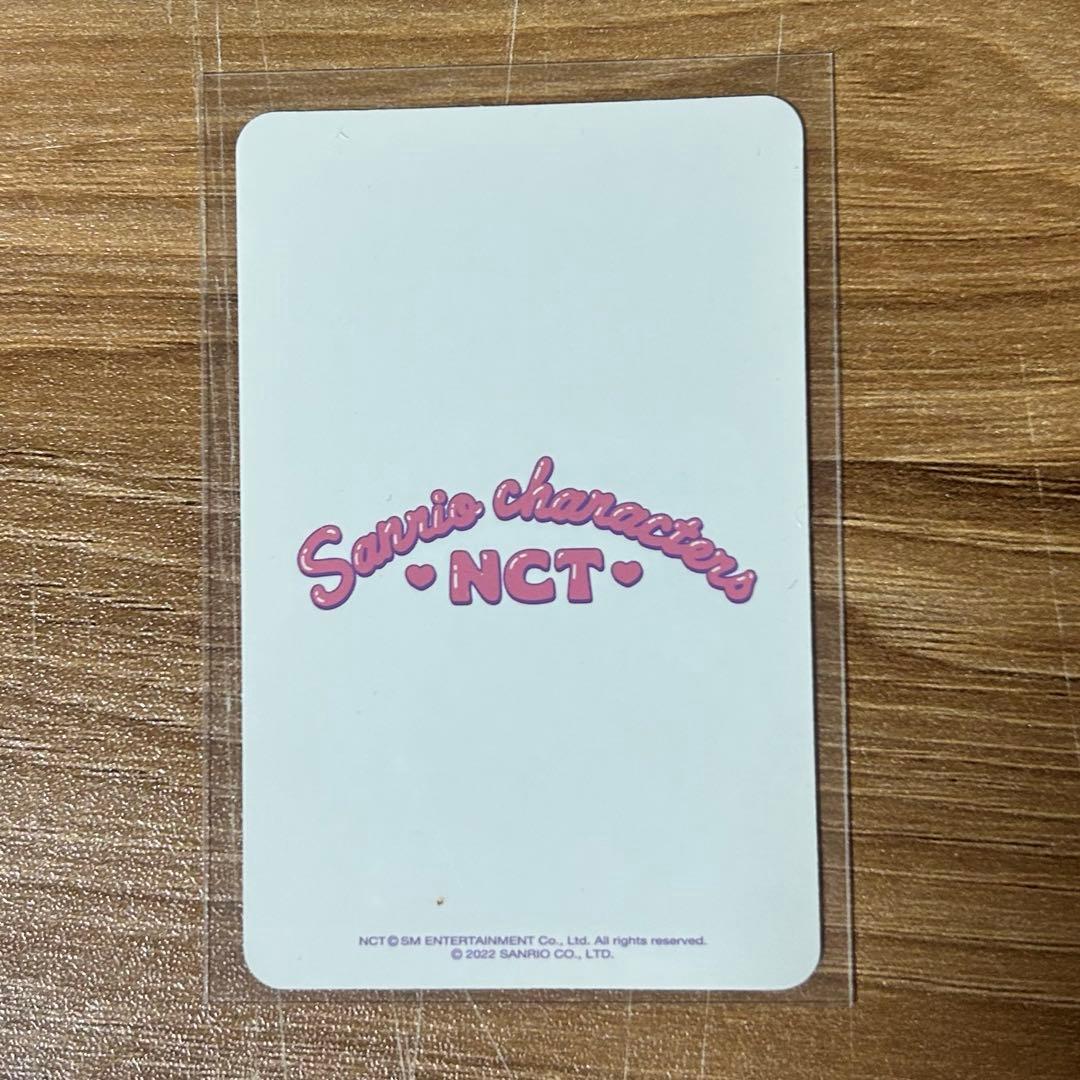 Sanrio characters
NCT
NCT©SM ENTERTAINMENT Co., Ltd. All rights reserved.
© 2022 SANRIO CO., LTD.